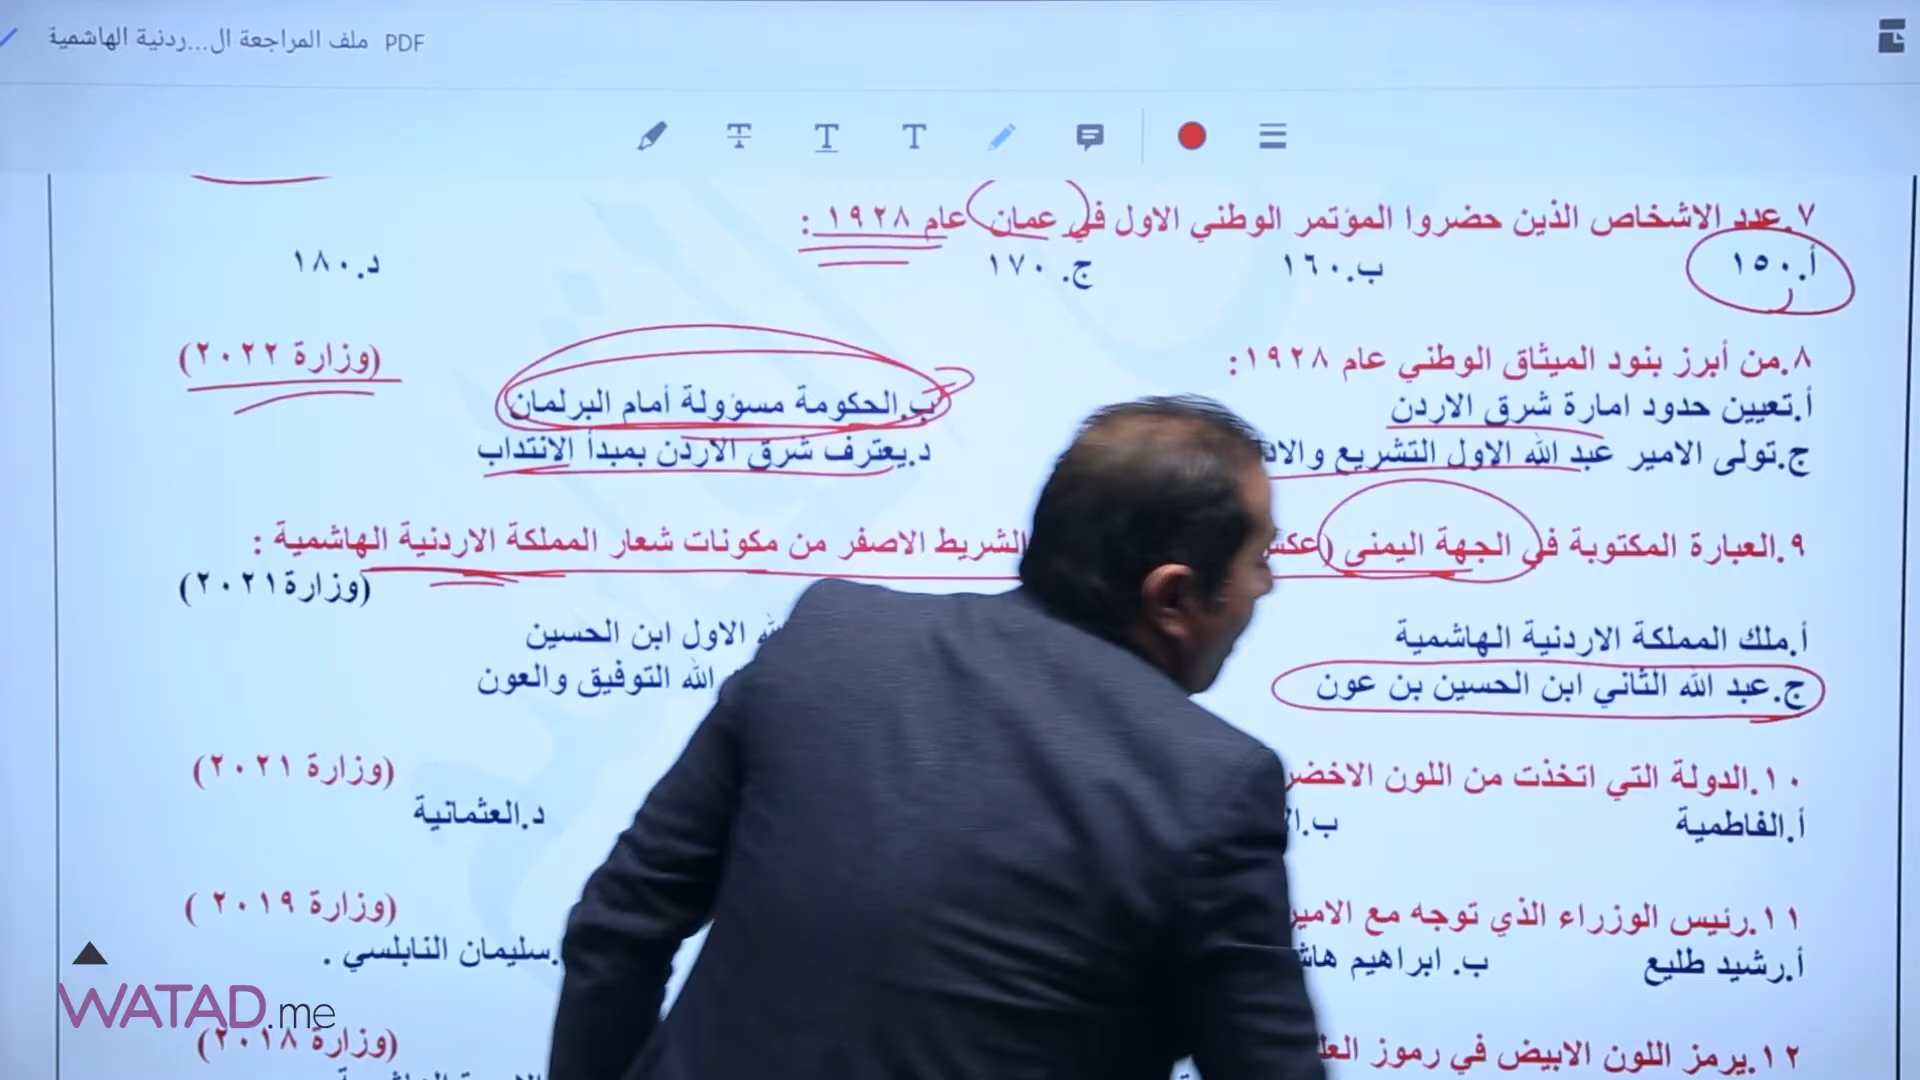 ملف المراجعة ال...ردنية الهاشمية PDF
٧.عدد الاشخاص الذين حضروا المؤتمر الوطني الاول في عمان عام ١٩٢٨ :
أ.١٥٠ ب.١٦٠ ج.١٧٠ د.١٨٠
٨.من أبرز بنود الميثاق الوطني عام ١٩٢٨: (وزارة ٢٠٢٢)
أ.تعيين حدود امارة شرق الاردن ب.الحكومة مسؤولة أمام البرلمان
ج.تولى الامير عبد الله الاول التشريع د.يعترف شرق الاردن بمبدأ الانتداب
٩.العبارة المكتوبة في الجهة اليمنى (عكس الشريط الاصفر من مكونات شعار المملكة الاردنية الهاشمية :
(وزارة٢٠٢١)
أ.ملك المملكة الاردنية الهاشمية الاول ابن الحسين
ج.عبد الله الثاني ابن الحسين بن عون الله التوفيق والعون
١٠.الدولة التي اتخذت من اللون الاخضر (وزارة ٢٠٢١)
أ.الفاطمية ب. د.العثمانية
١١.رئيس الوزراء الذي توجه مع الامير (وزارة ٢٠١٩ )
أ.رشيد طليع ب. ابراهيم سليمان النابلسي .
WATAD.me
١٢.يرمز اللون الابيض في رموز (وزارة ٢٠١٨)